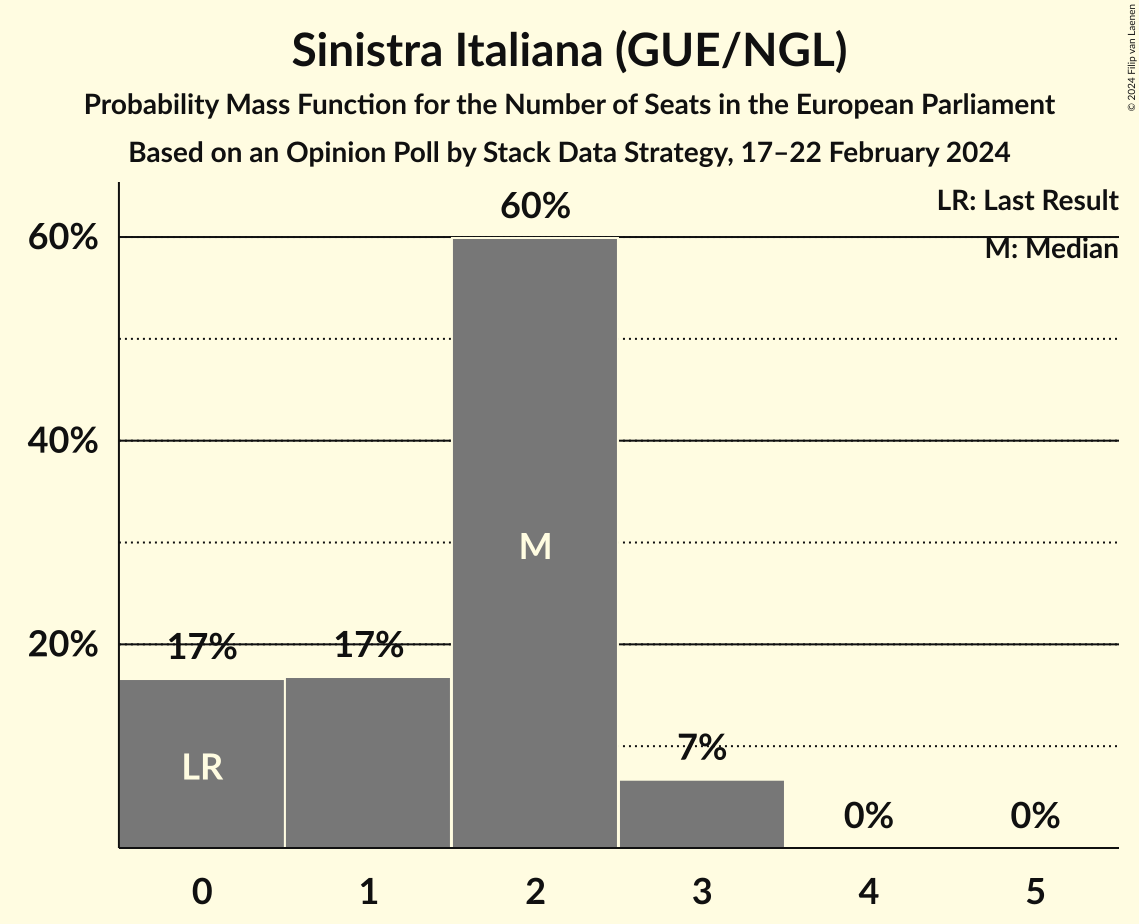 Sinistra Italiana (GUE/NGL)
Probability Mass Function for the Number of Seats in the European Parliament
Based on an Opinion Poll by Stack Data Strategy, 17–22 February 2024
© 2024 Filip van Laenen
LR: Last Result
M: Median
60%
40%
20%
17%
17%
60%
7%
0%
0%
LR
M
0
1
2
3
4
5